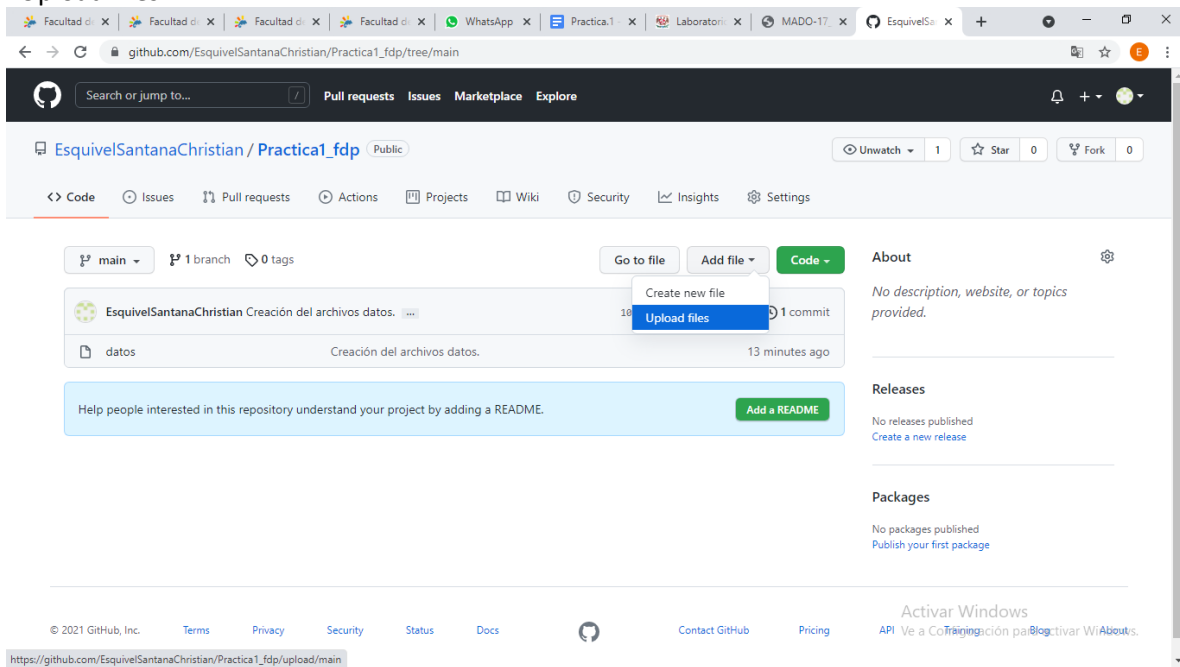 Facultad de
Facultad de
Facultad de
Facultad de
WhatsApp
Practica.1 -
Laboratorio
MADO-17_
EsquivelSa
github.com/EsquivelSantanaChristian/Practica1_fdp/tree/main
E
Search or jump to...
/
Pull requests Issues Marketplace Explore
EsquivelSantanaChristian / Practica1_fdp Public
Unwatch 1 Star 0 Fork 0
<> Code Issues Pull requests Actions Projects Wiki Security Insights Settings
main 1 branch 0 tags Go to file Add file Code
Create new file
Upload files
EsquivelSantanaChristian Creación del archivos datos. ... 1 commit
datos Creación del archivos datos. 13 minutes ago
Help people interested in this repository understand your project by adding a README. Add a README
About
No description, website, or topics
provided.
Releases
No releases published
Create a new release
Packages
No packages published
Publish your first package
© 2021 GitHub, Inc. Terms Privacy Security Status Docs Contact GitHub Pricing API Training Blog About
Activar Windows
Ve a Configuración para activar Windows.
https://github.com/EsquivelSantanaChristian/Practica1_fdp/upload/main